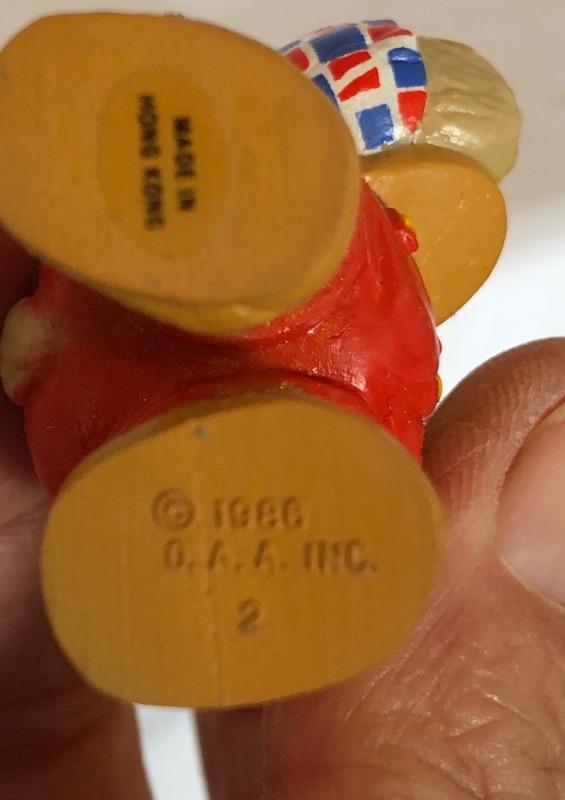 MADE IN
HONG KONG
© 1986
O. A. A. INC.
2